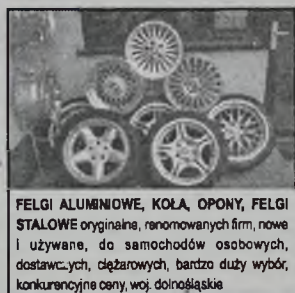 FELGI ALUMINIOWE, KOŁA, OPONY, FELGI
STALOWE oryginalne, renomowanych firm, nowe
i używane, do samochodów osobowych,
dostawczych, ciężarowych, bardzo duży wybór,
konkurencyjne ceny, woj. dolnośląskie